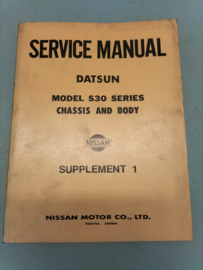 SERVICE MANUAL
DATSUN
MODEL S30 SERIES
CHASSIS AND BODY
NISSAN
SUPPLEMENT 1
NISSAN MOTOR CO., LTD.
TOKYO, JAPAN